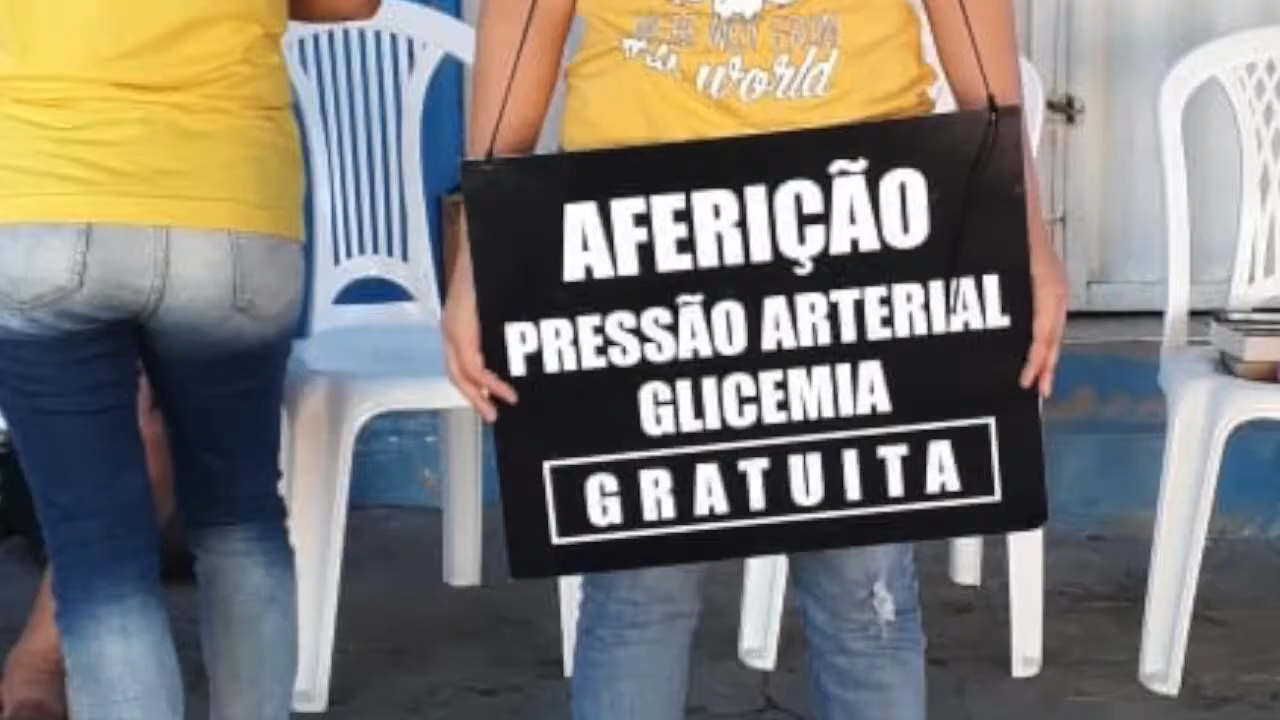 world
AFERIÇÃO
PRESSÃO ARTERIAL
GLICEMIA
GRATUITA